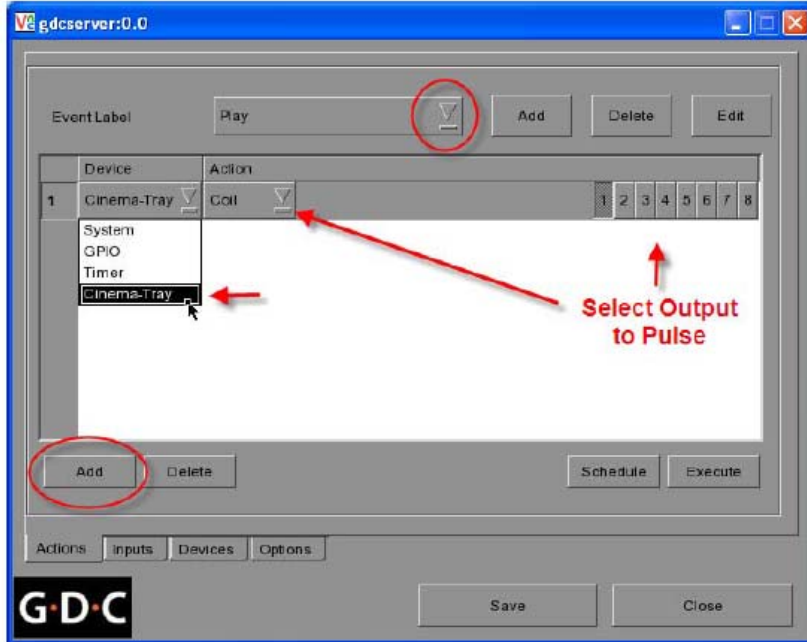 gdcserver:0.0
Event Label Play Add Delete Edit
Device Action
1 Cinema-Tray Coil 1 2 3 4 5 6 7 8
System
GPIO
Timer
Cinema-Tray
Select Output
to Pulse
Add Delete Schedule Execute
Actions Inputs Devices Options
G·D·C Save Close